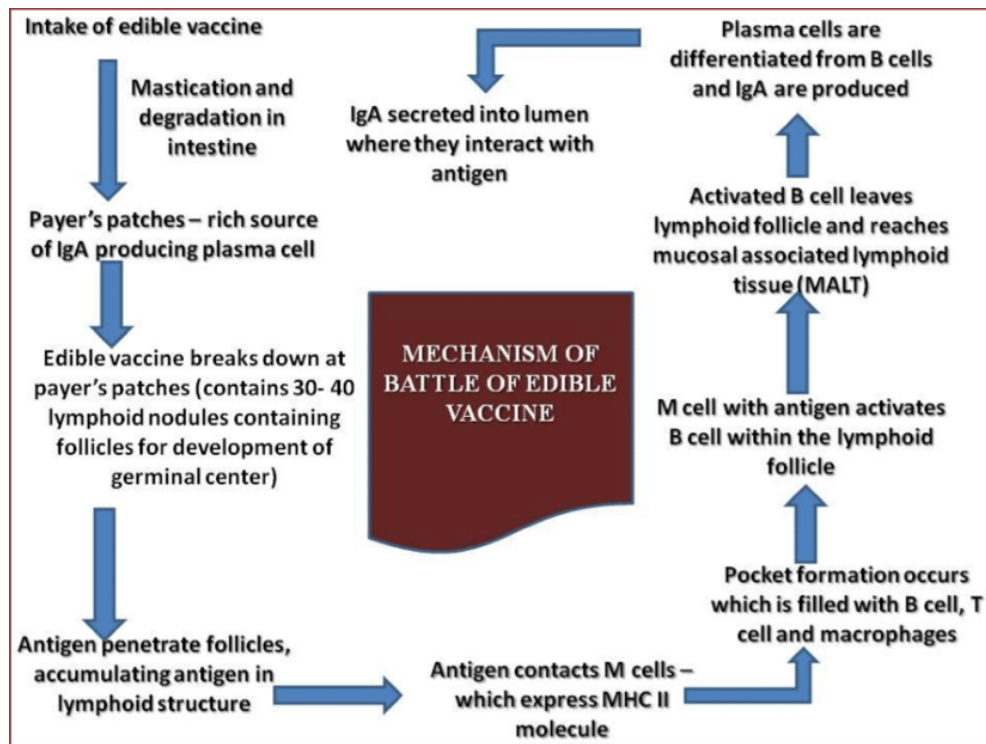 Intake of edible vaccine
Mastication and
degradation in
intestine
Payer's patches – rich source
of IgA producing plasma cell
Edible vaccine breaks down at
payer's patches (contains 30- 40
lymphoid nodules containing
follicles for development of
germinal center)
Antigen penetrate follicles,
accumulating antigen in
lymphoid structure
Antigen contacts M cells –
which express MHC II
molecule
Pocket formation occurs
which is filled with B cell, T
cell and macrophages
M cell with antigen activates
B cell within the lymphoid
follicle
Activated B cell leaves
lymphoid follicle and reaches
mucosal associated lymphoid
tissue (MALT)
Plasma cells are
differentiated from B cells
and IgA are produced
IgA secreted into lumen
where they interact with
antigen
MECHANISM OF
BATTLE OF EDIBLE
VACCINE